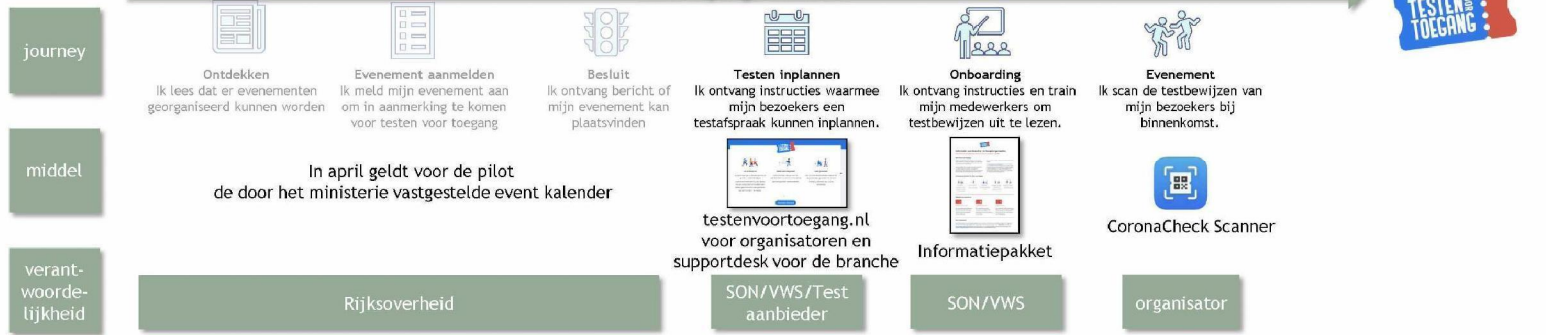 TESTEN
VOOR
TOEGANG
journey
Ontdekken
Ik lees dat er evenementen
georganiseerd kunnen worden
Evenement aanmelden
Ik meld mijn evenement aan
om in aanmerking te komen
voor testen voor toegang
Besluit
Ik ontvang bericht of
mijn evenement kan
plaatsvinden
Testen inplannen
Ik ontvang instructies waarmee
mijn bezoekers een
testafspraak kunnen inplannen.
Onboarding
Ik ontvang instructies en train
mijn medewerkers om
testbewijzen uit te lezen.
Evenement
Ik scan de testbewijzen van
mijn bezoekers bij
binnenkomst.
middel
In april geldt voor de pilot
de door het ministerie vastgestelde event kalender
testenvoortoegang.nl
voor organisatoren en
supportdesk voor de branche
Informatiepakket
CoronaCheck Scanner
verant-
woorde-
lijkheid
Rijksoverheid
SON/VWS/Test
aanbieder
SON/VWS
organisator